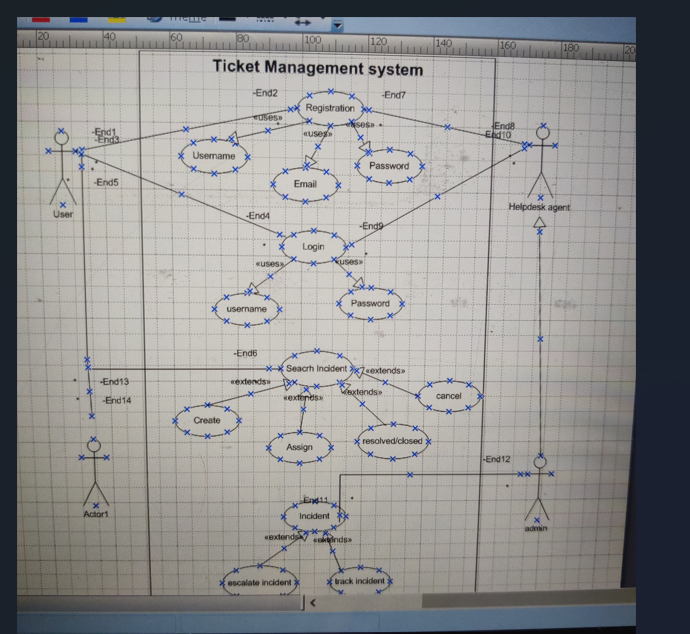 Theme
20 60 80 100 120 140 160 180 20
Ticket Management system
-End2 -End7
Registration
«uses»
«uses»
«uses»
-End1
-End3
-End8
End10
Username
Email
Password
-End5
User
Helpdesk agent
-End4 -End9
Login
«uses» «uses»
username
Password
-End6
Seacrh Incident
«extends»
«extends»
«extends»
«extends»
-End13
-End14
cancel
Create
Assign
resolved/closed
-End12
Actor1
-End11
Incident
admin
«extends» «extends»
escalate incident
track incident